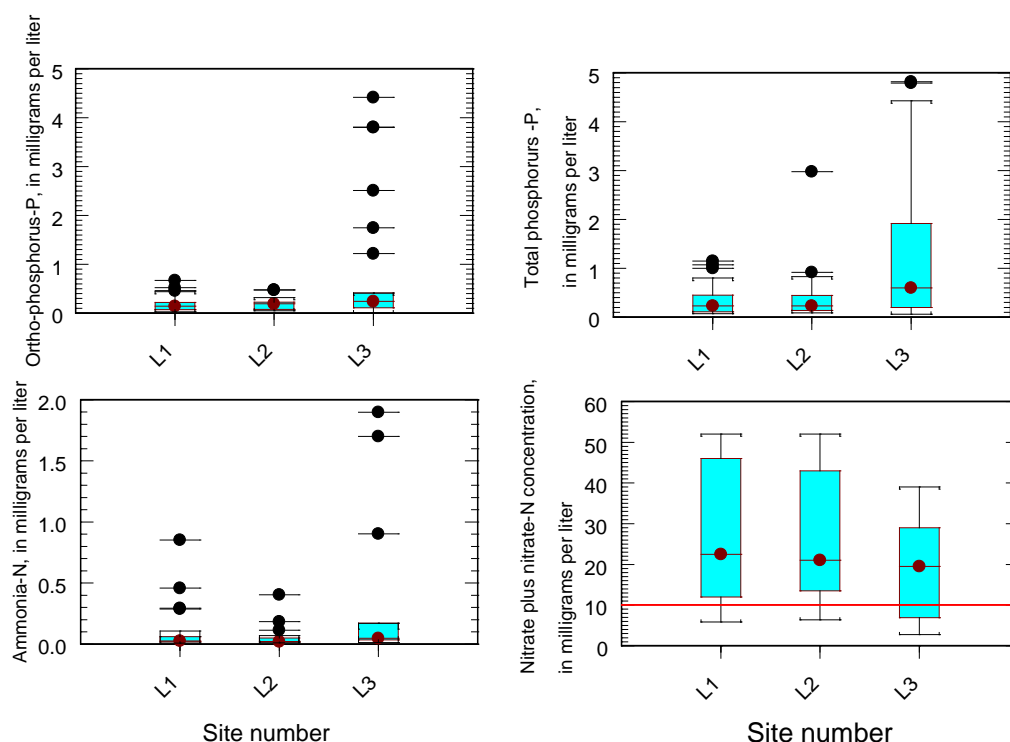 Ortho-phosphorus-P, in milligrams per liter
5
4
3
2
1
0
L1
L2
L3
Total phosphorurs -P,
in milligrams per liter
5
4
3
2
1
0
L1
L2
L3
Ammonia-N, in milligrams per liter
2.0
1.5
1.0
0.5
0.0
L1
L2
L3
Site number
Nitrate plus nitrate-N concentration,
in milligrams per liter
60
50
40
30
20
10
0
L1
L2
L3
Site number